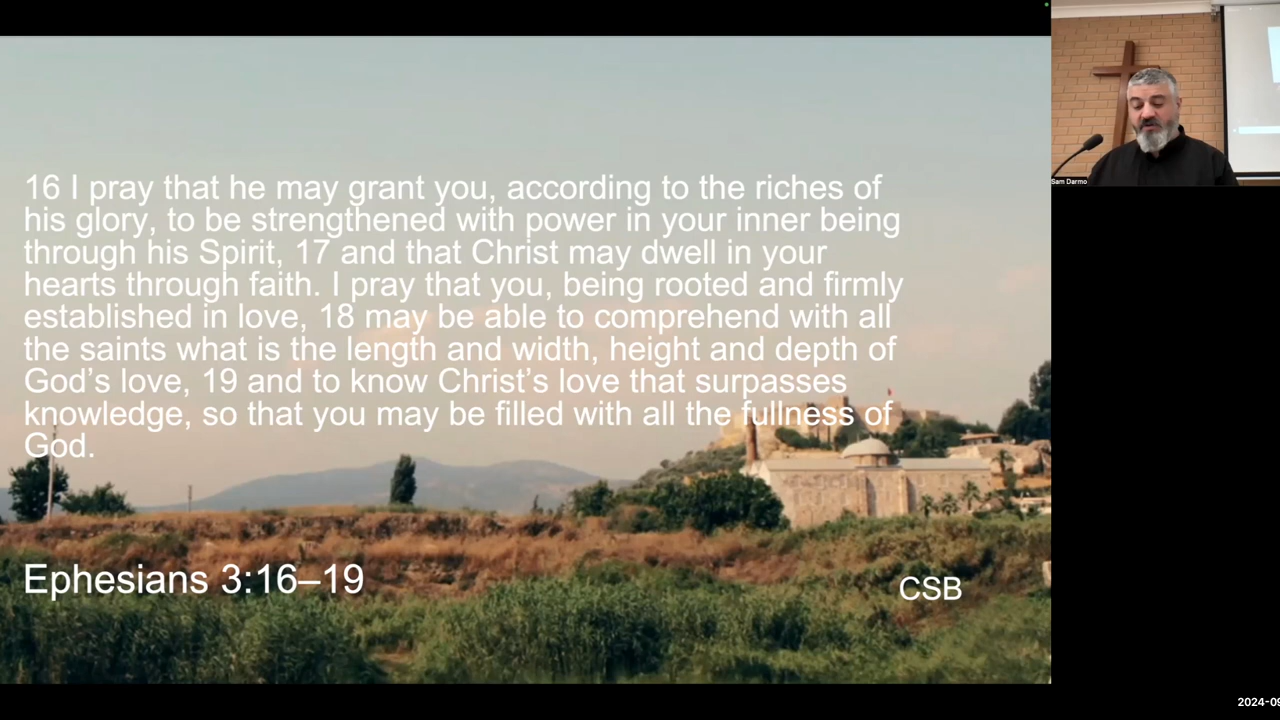 16 I pray that he may grant you, according to the riches of
his glory, to be strengthened with power in your inner being
through his Spirit, 17 and that Christ may dwell in your
hearts through faith. I pray that you, being rooted and firmly
established in love, 18 may be able to comprehend with all
the saints what is the length and width, height and depth of
God’s love, 19 and to know Christ’s love that surpasses
knowledge, so that you may be filled with all the fullness of
God.
Ephesians 3:16–19
CSB
Sam Darmo
2024-09